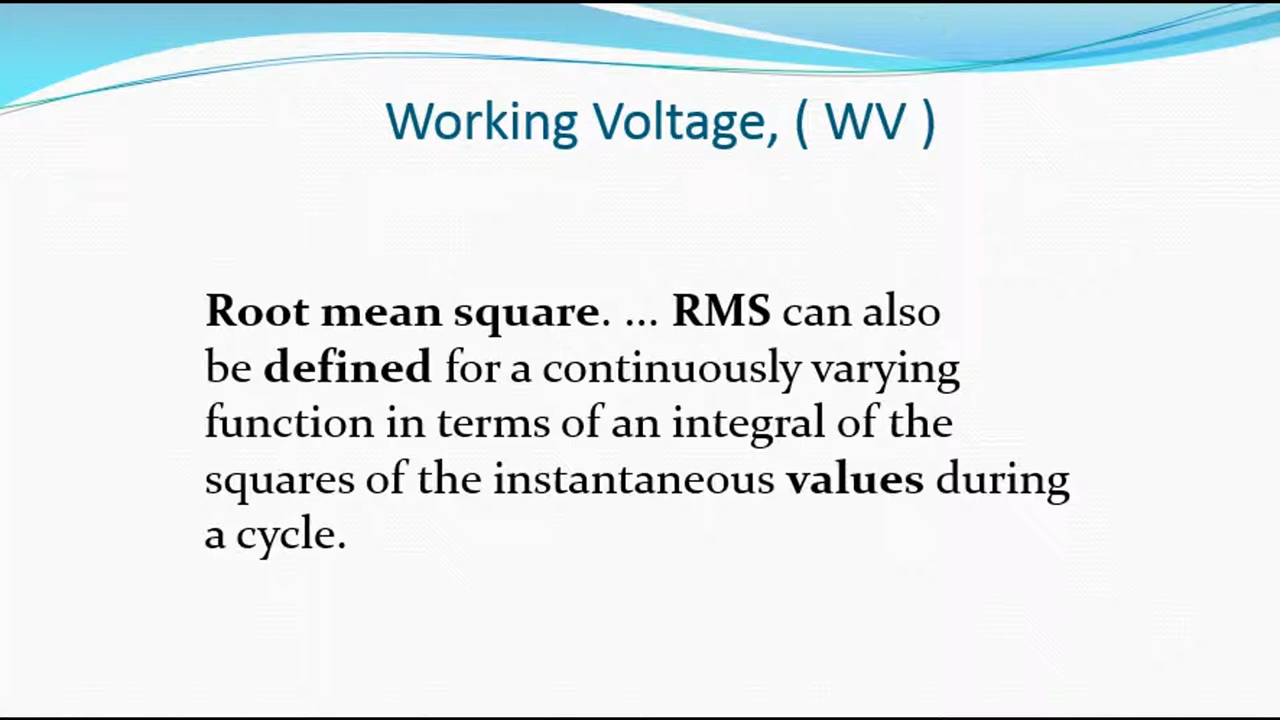 Working Voltage, ( WV )
Root mean square. ... RMS can also
be defined for a continuously varying
function in terms of an integral of the
squares of the instantaneous values during
a cycle.